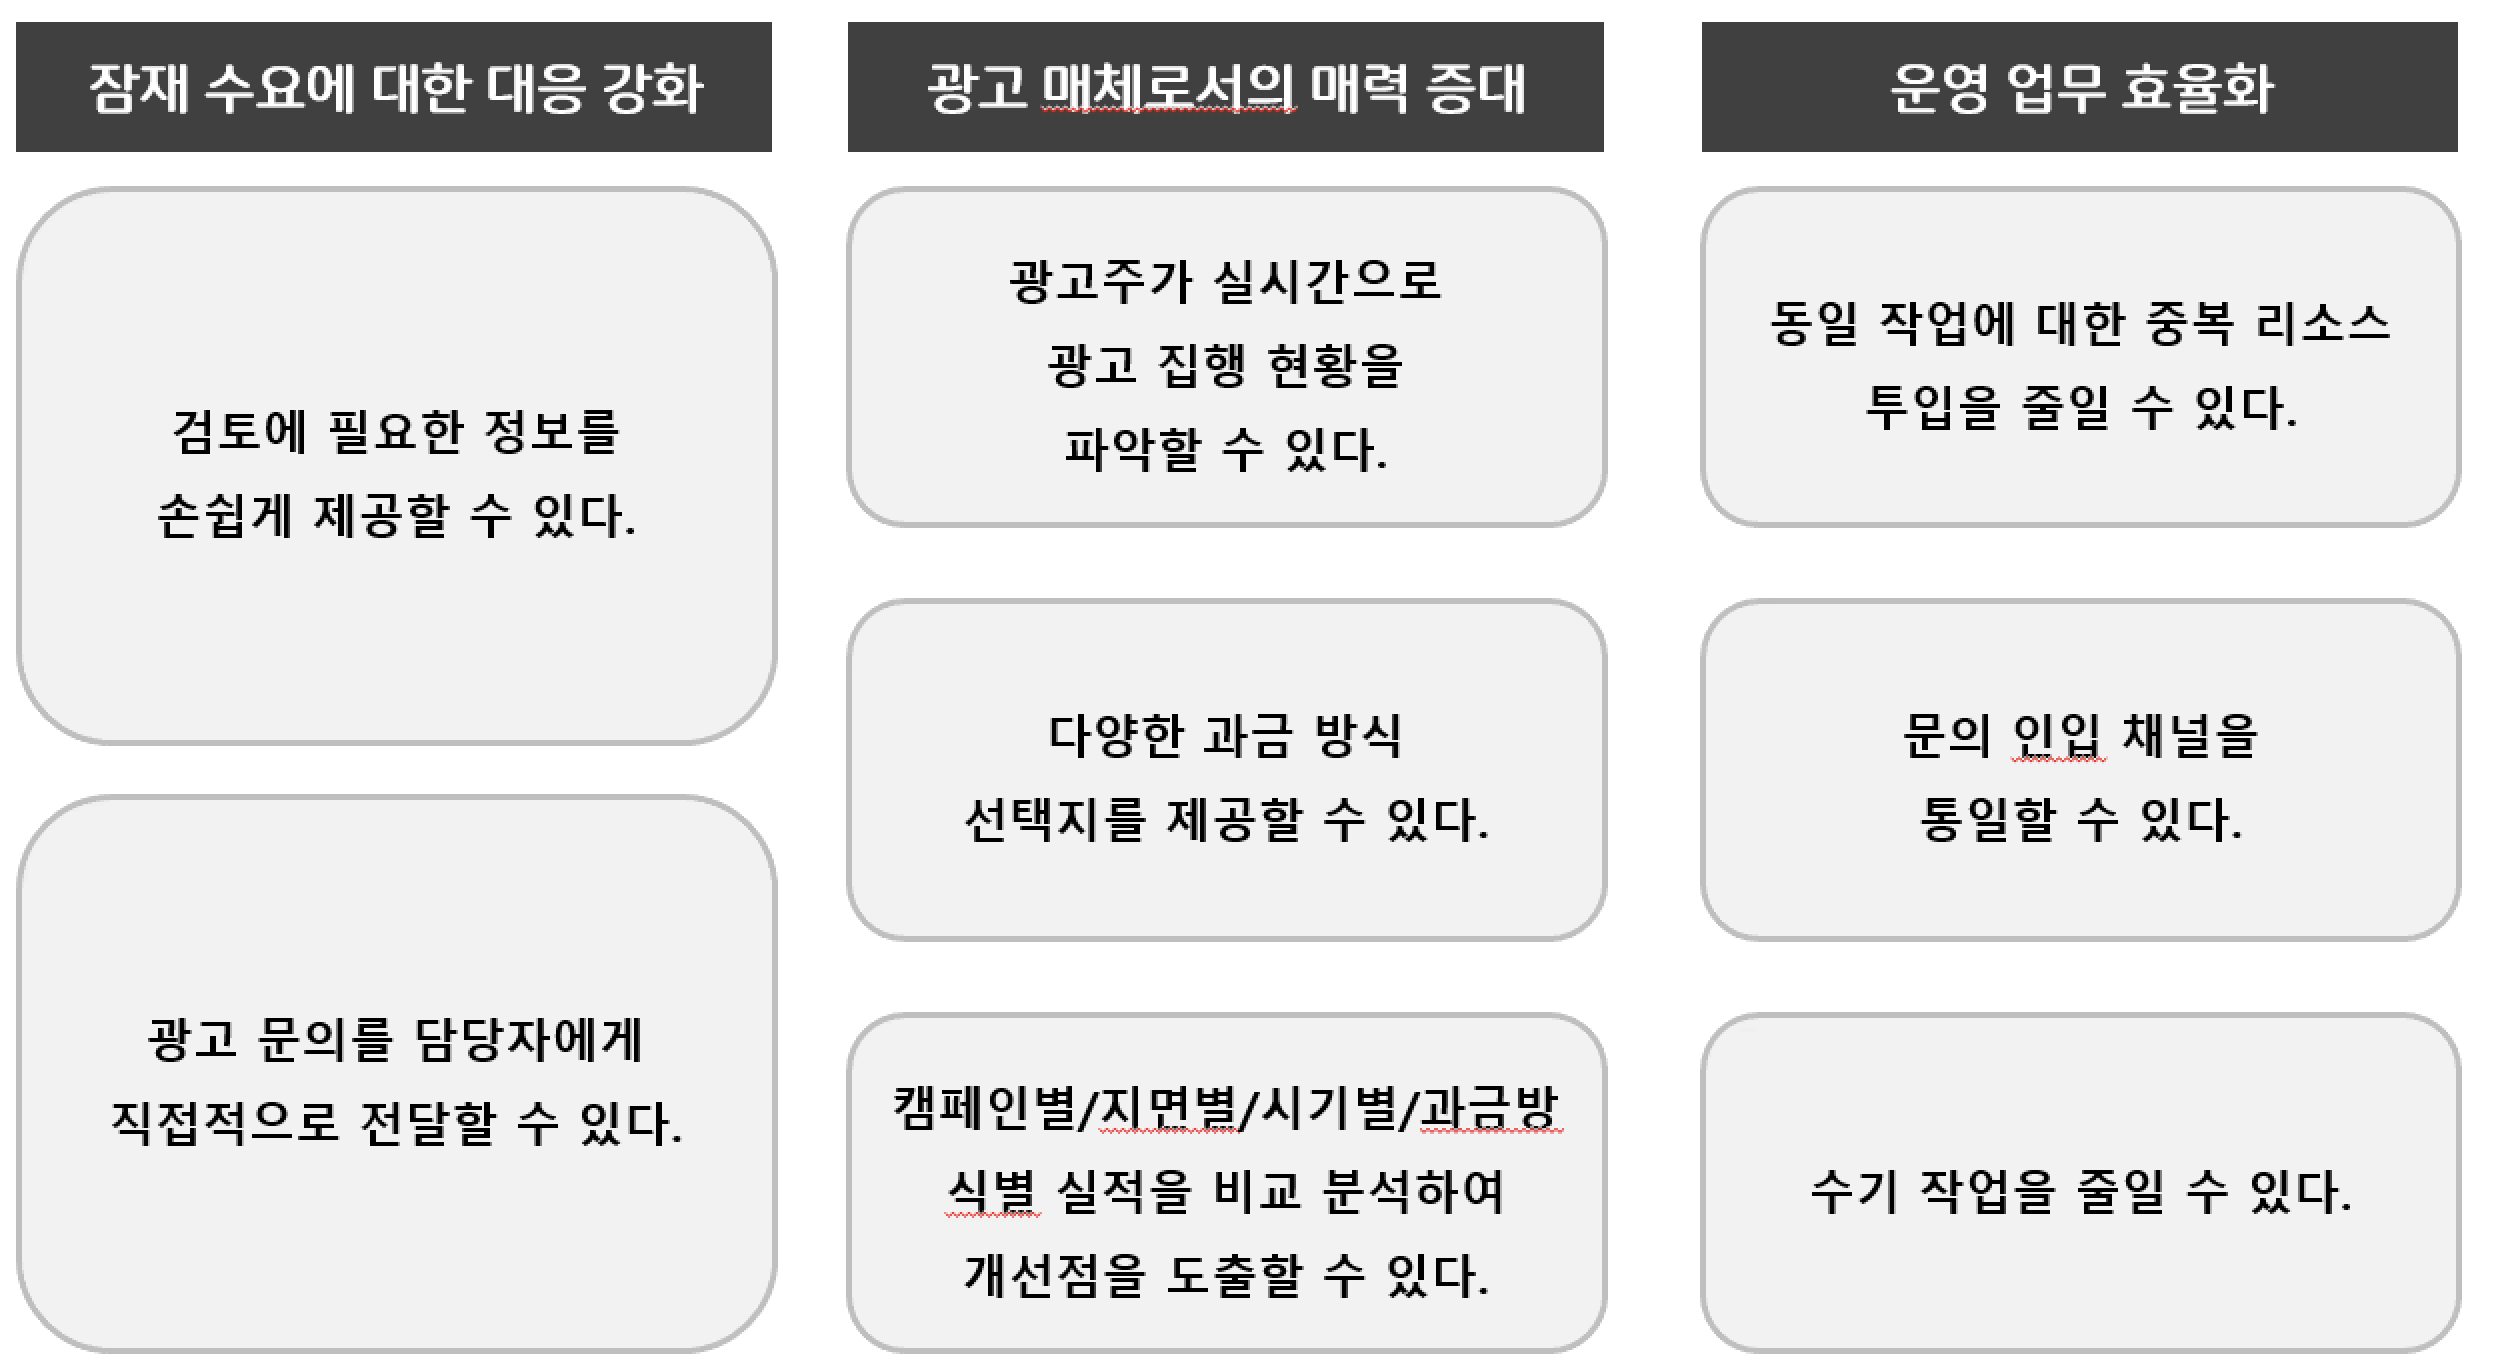 잠재 수요에 대한 대응 강화
검토에 필요한 정보를
손쉽게 제공할 수 있다.
광고 문의를 담당자에게
직접적으로 전달할 수 있다.
광고 매체로서의 매력 증대
광고주가 실시간으로
광고 집행 현황을
파악할 수 있다.
다양한 과금 방식
선택지를 제공할 수 있다.
캠페인별/지면별/시기별/과금방
식별 실적을 비교 분석하여
개선점을 도출할 수 있다.
운영 업무 효율화
동일 작업에 대한 중복 리소스
투입을 줄일 수 있다.
문의 인입 채널을
통일할 수 있다.
수기 작업을 줄일 수 있다.